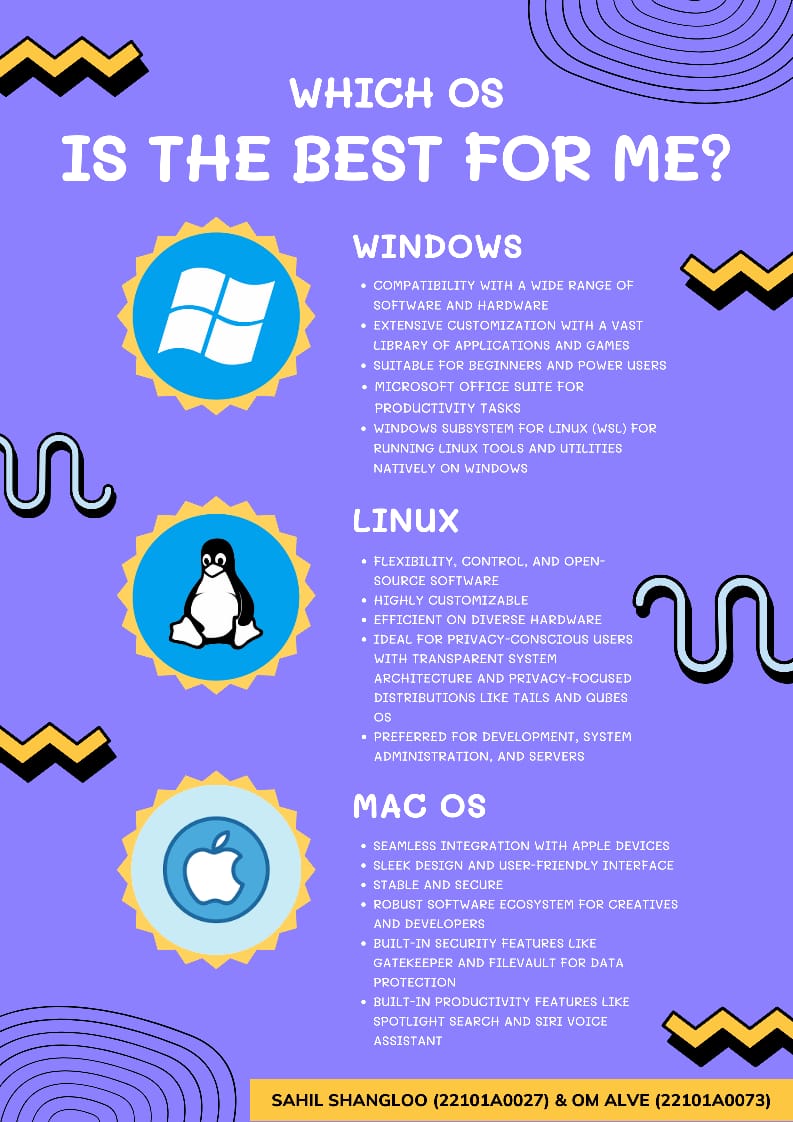 WHICH OS
IS THE BEST FOR ME?
WINDOWS
• COMPATIBILITY WITH A WIDE RANGE OF
SOFTWARE AND HARDWARE
• EXTENSIVE CUSTOMIZATION WITH A VAST
LIBRARY OF APPLICATIONS AND GAMES
• SUITABLE FOR BEGINNERS AND POWER USERS
• MICROSOFT OFFICE SUITE FOR
PRODUCTIVITY TASKS
• WINDOWS SUBSYSTEM FOR LINUX (WSL) FOR
RUNNING LINUX TOOLS AND UTILITIES
NATIVELY ON WINDOWS
LINUX
• FLEXIBILITY, CONTROL, AND OPEN-
SOURCE SOFTWARE
• HIGHLY CUSTOMIZABLE
• EFFICIENT ON DIVERSE HARDWARE
• IDEAL FOR PRIVACY-CONSCIOUS USERS
WITH TRANSPARENT SYSTEM
ARCHITECTURE AND PRIVACY-FOCUSED
DISTRIBUTIONS LIKE TAILS AND QUBES
OS
• PREFERRED FOR DEVELOPMENT, SYSTEM
ADMINISTRATION, AND SERVERS
MAC OS
• SEAMLESS INTEGRATION WITH APPLE DEVICES
• SLEEK DESIGN AND USER-FRIENDLY INTERFACE
• STABLE AND SECURE
• ROBUST SOFTWARE ECOSYSTEM FOR CREATIVES
AND DEVELOPERS
• BUILT-IN SECURITY FEATURES LIKE
GATEKEEPER AND FILEVAULT FOR DATA
PROTECTION
• BUILT-IN PRODUCTIVITY FEATURES LIKE
SPOTLIGHT SEARCH AND SIRI VOICE
ASSISTANT
SAHIL SHANGLOO (22101A0027) & OM ALVE (22101A0073)